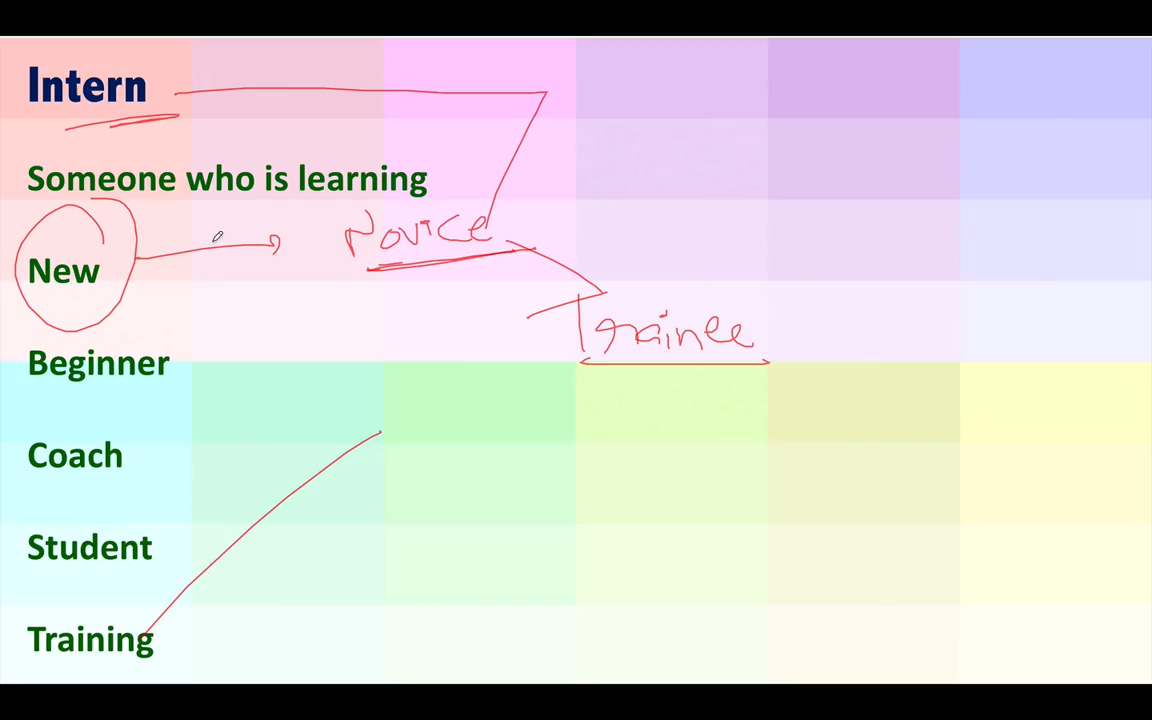 Intern
Someone who is learning
Novice
New
Trainee
Beginner
Coach
Student
Training